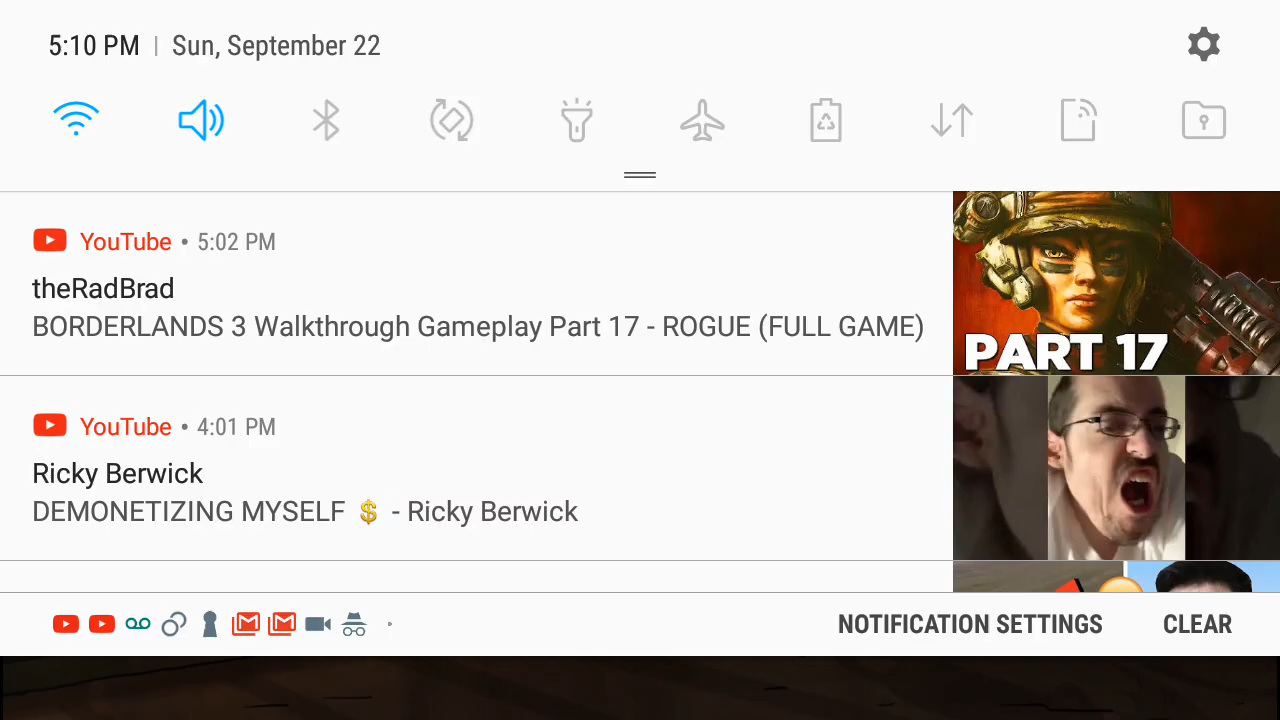 5:10 PM | Sun, September 22
YouTube • 5:02 PM
theRadBrad
BORDERLANDS 3 Walkthrough Gameplay Part 17 - ROGUE (FULL GAME)
PART 17
YouTube • 4:01 PM
Ricky Berwick
DEMONETIZING MYSELF 💲 - Ricky Berwick
NOTIFICATION SETTINGS CLEAR